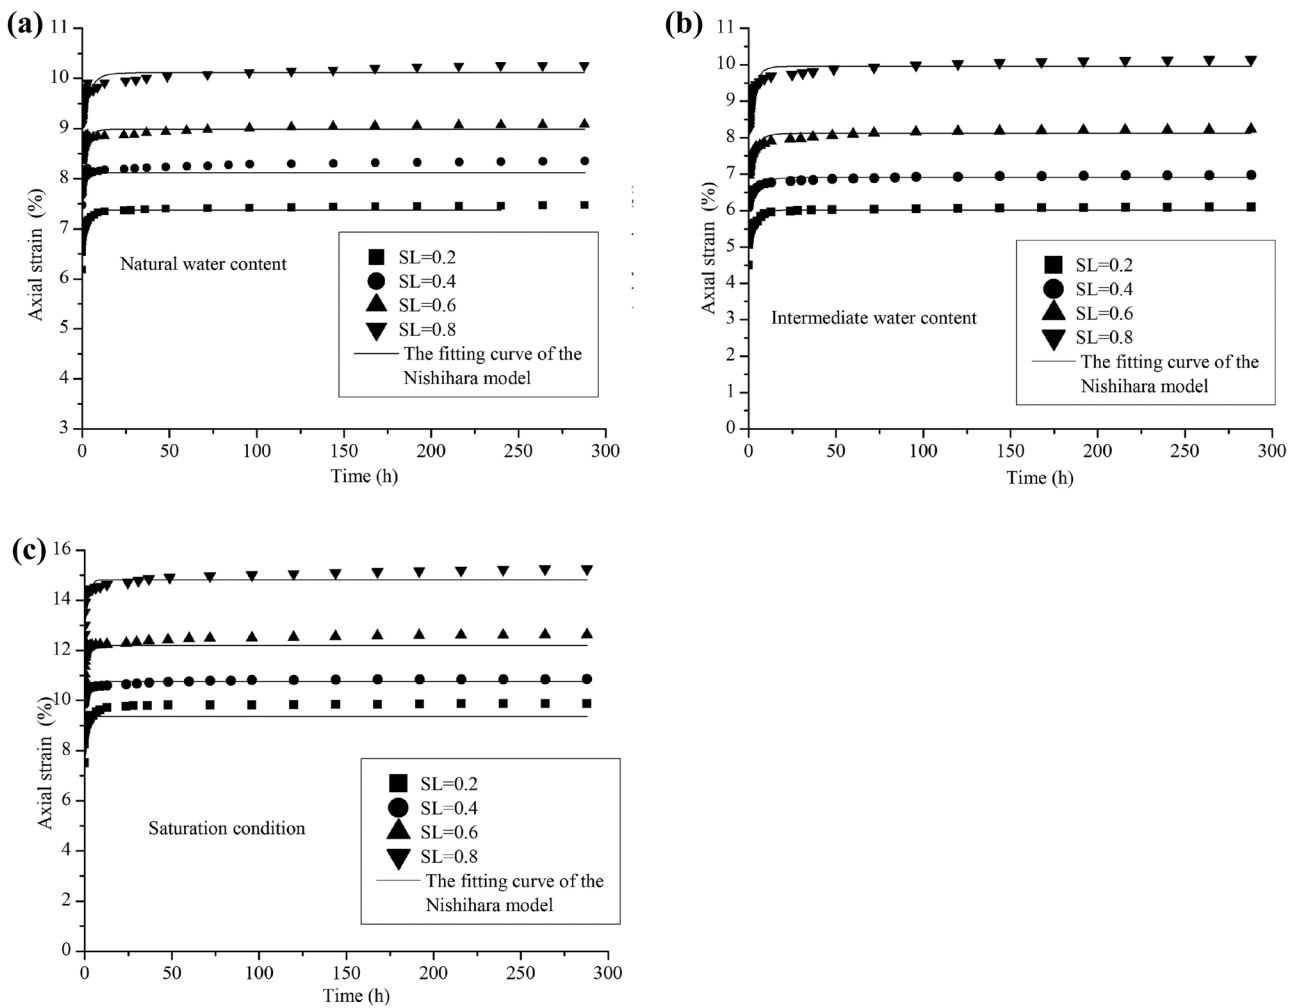 (a)
11
10
9
8
7
6
5
4
3
Axial strain (%)
Natural water content
SL=0.2
SL=0.4
SL=0.6
SL=0.8
The fitting curve of the
Nishihara model
0 50 100 150 200 250 300
Time (h)
(b)
11
10
9
8
7
6
5
4
3
2
1
0
Axial strain (%)
Intermediate water content
SL=0.2
SL=0.4
SL=0.6
SL=0.8
The fitting curve of the
Nishihara model
0 50 100 150 200 250 300
Time (h)
(c)
16
14
12
10
8
6
4
2
0
Axial strain (%)
Saturation condition
SL=0.2
SL=0.4
SL=0.6
SL=0.8
The fitting curve of the
Nishihara model
0 50 100 150 200 250 300
Time (h)